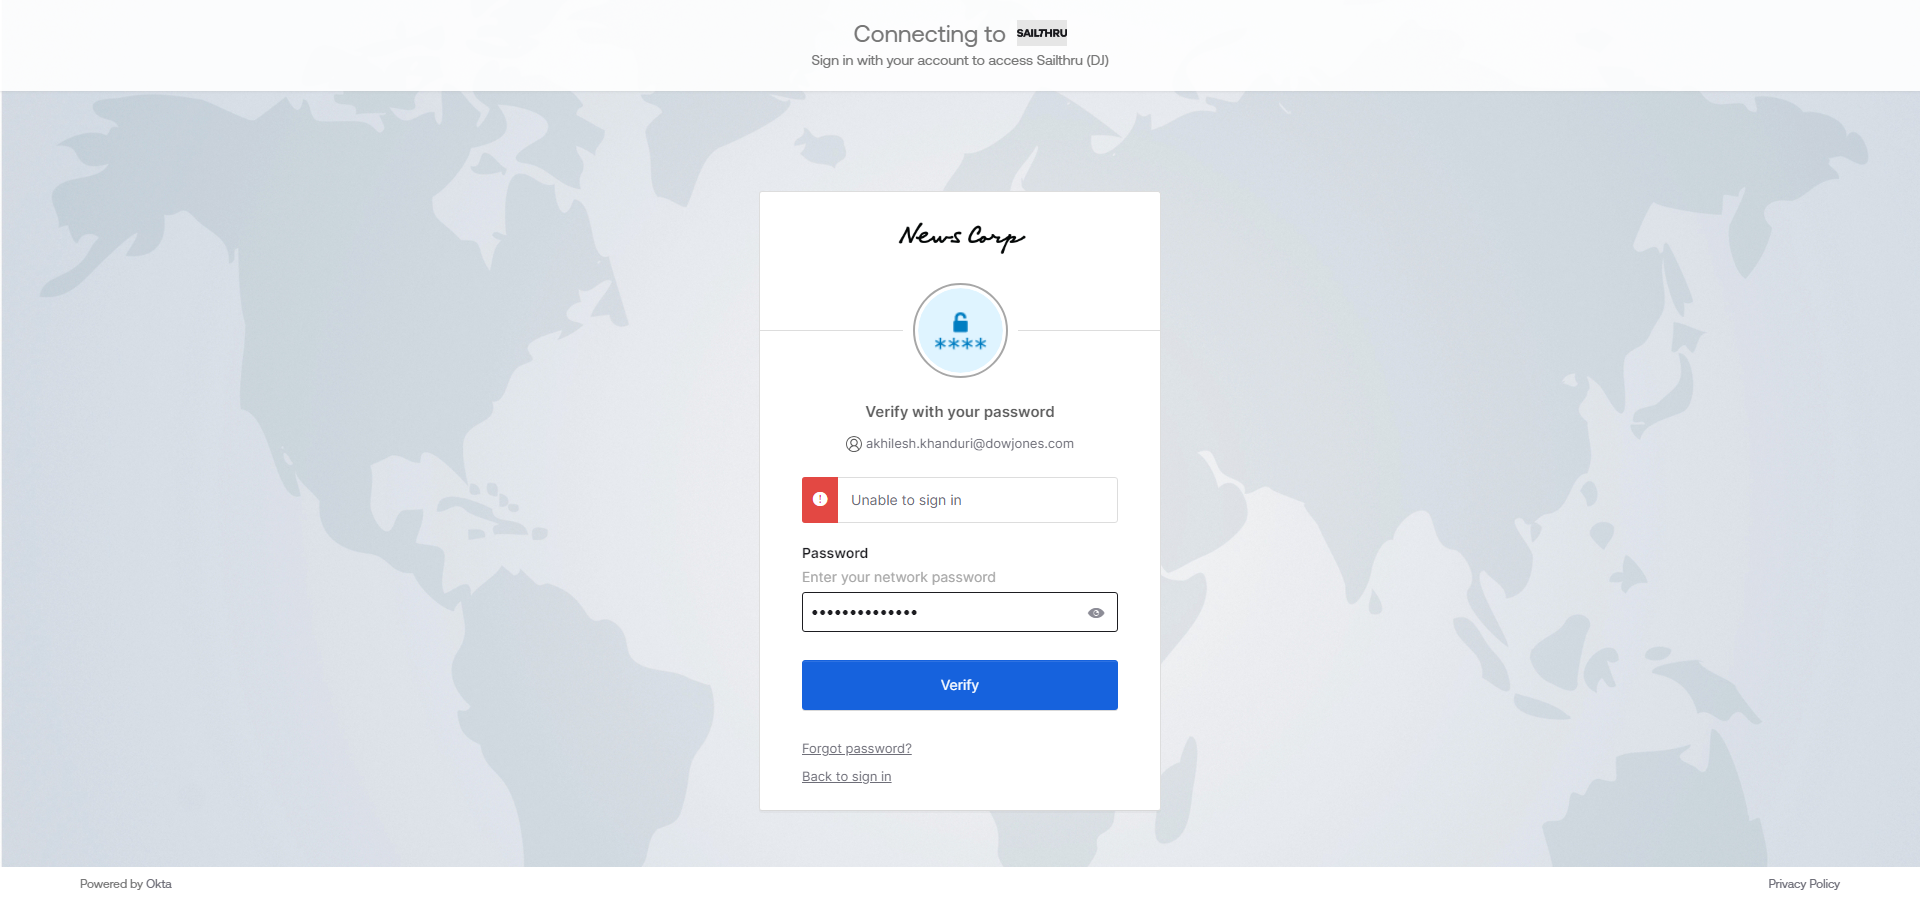 Connecting to SAILTHRU
Sign in with your account to access Sailthru (DJ)
News Corp
****
Verify with your password
akhilesh.khanduri@dowjones.com
Unable to sign in
Password
Enter your network password
••••••••••••••
Verify
Forgot password?
Back to sign in
Powered by Okta
Privacy Policy